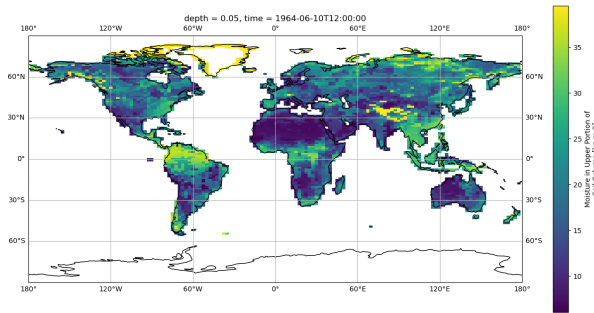 depth = 0.05, time = 1964-06-10T12:00:00
180° 120°W 60°W 0° 60°E 120°E 180°
60°N 60°N
30°N 30°N
0° 0°
30°S 30°S
60°S 60°S
180° 120°W 60°W 0° 60°E 120°E 180°
35
30
25
20
15
10
Moisture in Upper Portion of